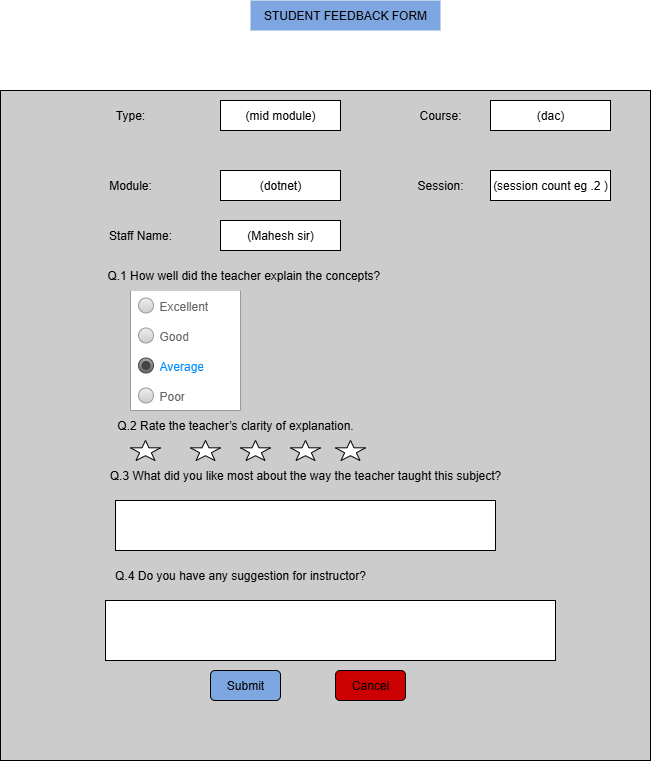 STUDENT FEEDBACK FORM
Type: (mid module) Course: (dac)
Module: (dotnet) Session: (session count eg .2 )
Staff Name: (Mahesh sir)
Q.1 How well did the teacher explain the concepts?
Excellent
Good
Average
Poor
Q.2 Rate the teacher’s clarity of explanation.
Q.3 What did you like most about the way the teacher taught this subject?
Q.4 Do you have any suggestion for instructor?
Submit Cancel